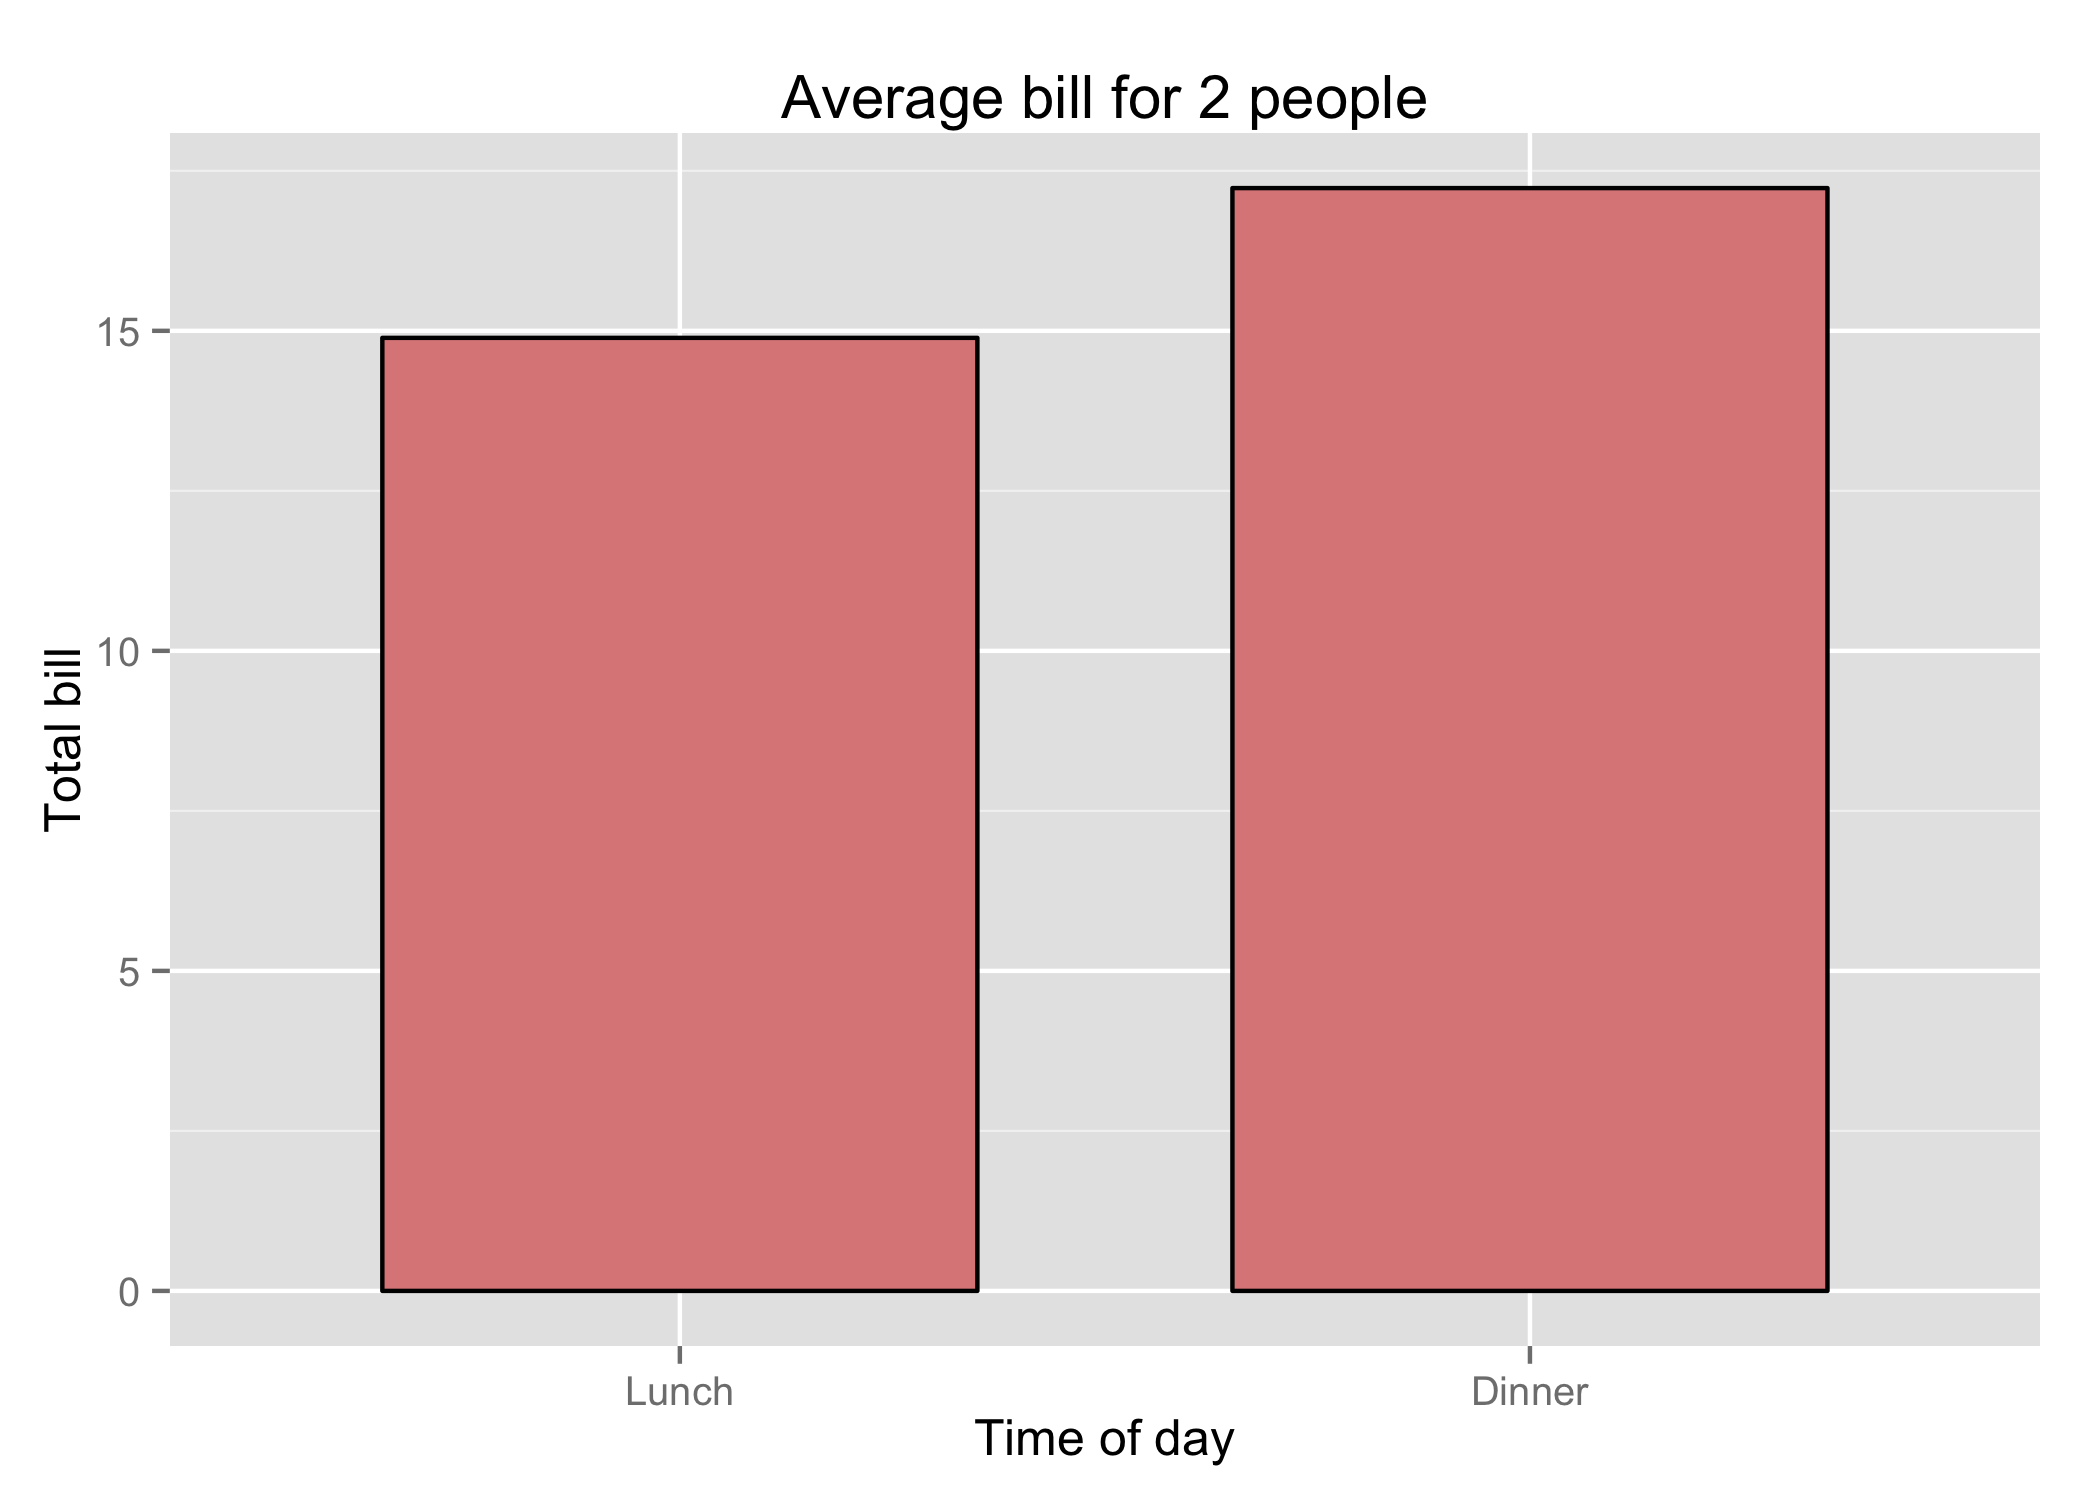 Average bill for 2 people
Total bill
15
10
5
0
Lunch Dinner
Time of day